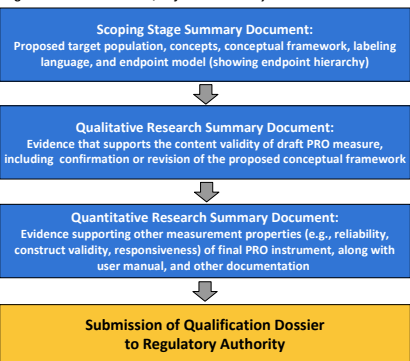 Scoping Stage Summary Document:
Proposed target population, concepts, conceptual framework, labeling
language, and endpoint model (showing endpoint hierarchy)
Qualitative Research Summary Document:
Evidence that supports the content validity of draft PRO measure,
including confirmation or revision of the proposed conceptual framework
Quantitative Research Summary Document:
Evidence supporting other measurement properties (e.g., reliability,
construct validity, responsiveness) of final PRO instrument, along with
user manual, and other documentation
Submission of Qualification Dossier
to Regulatory Authority